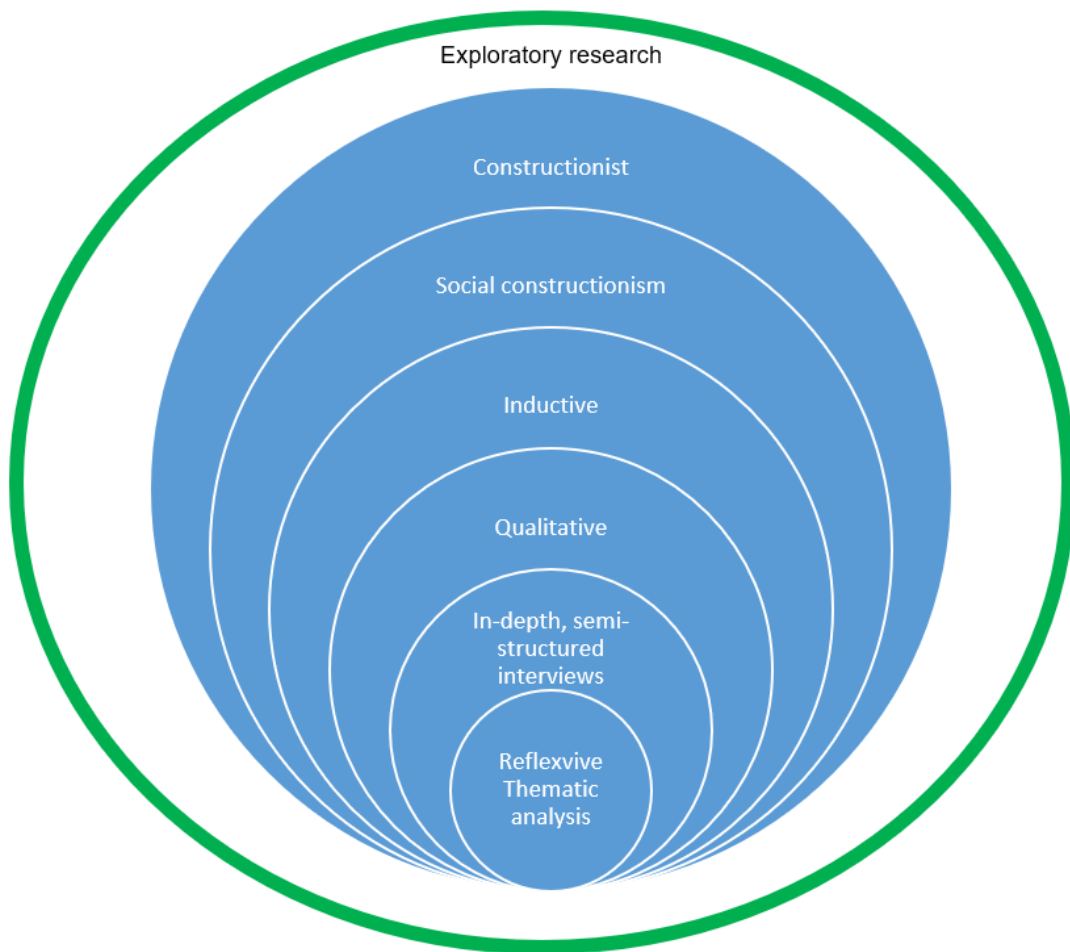 Exploratory research
Constructionist
Social constructionism
Inductive
Qualitative
In-depth, semi-
structured
interviews
Reflexvive
Thematic
analysis